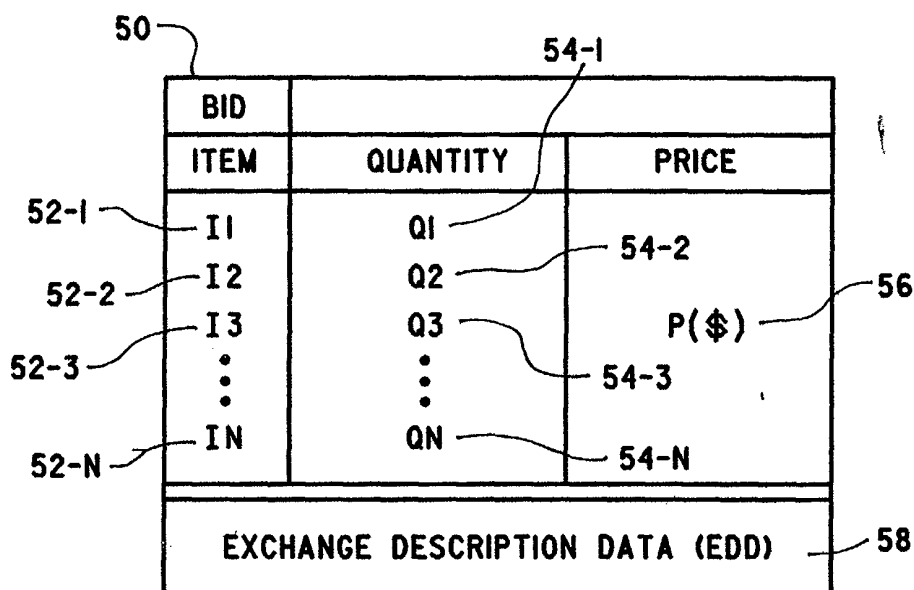 50
54-1
BID
ITEM QUANTITY PRICE
52-1 I1 Q1
54-2
52-2 I2 Q2 56
52-3 I3 Q3 P($)
54-3
52-N IN QN 54-N
EXCHANGE DESCRIPTION DATA (EDD) 58